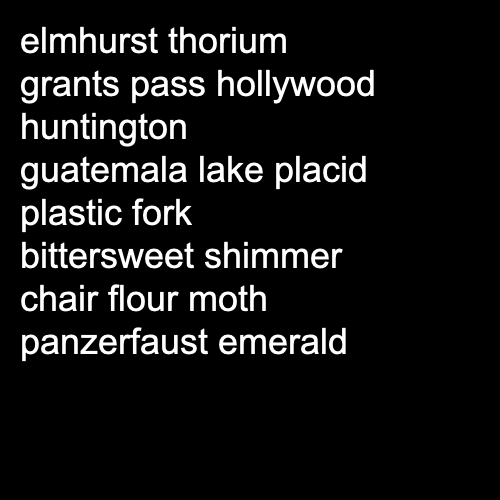 elmhurst thorium
grants pass hollywood
huntington
guatemala lake placid
plastic fork
bittersweet shimmer
chair flour moth
panzerfaust emerald